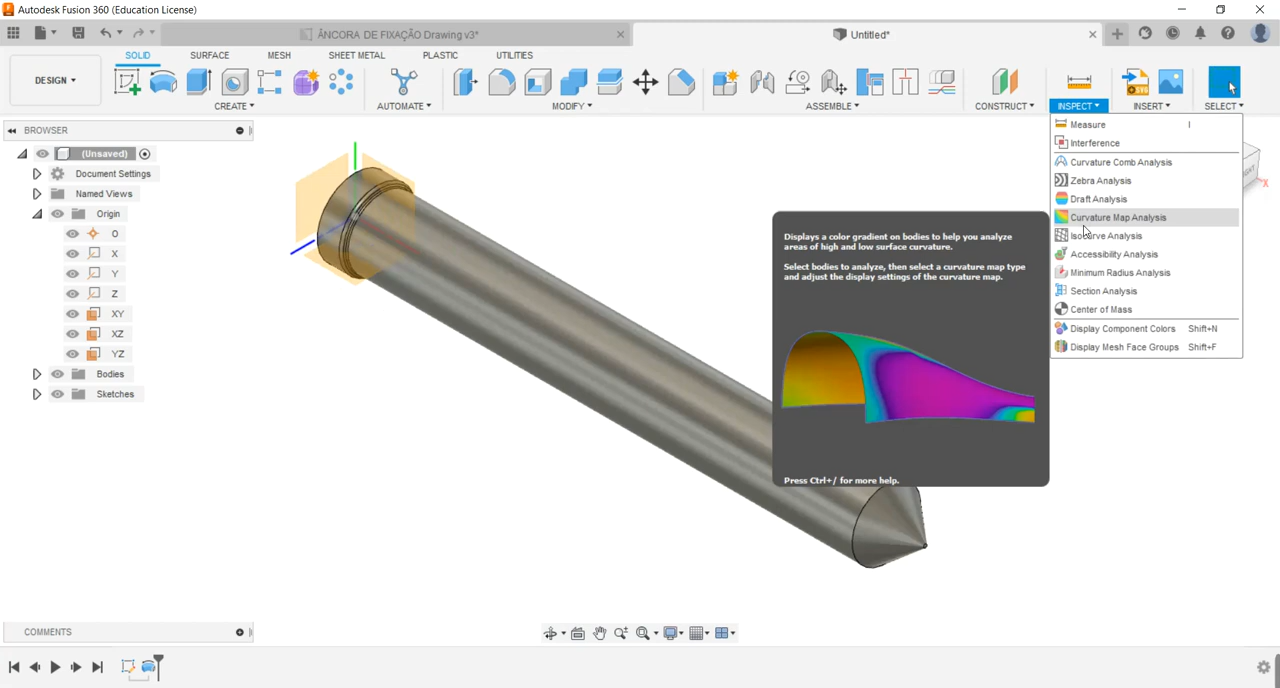 Autodesk Fusion 360 (Education License)
ÂNCORA DE FIXAÇÃO Drawing v3*
Untitled*
SOLID
SURFACE
MESH
SHEET METAL
PLASTIC
UTILITIES
DESIGN
CREATE
AUTOMATE
MODIFY
ASSEMBLE
CONSTRUCT
INSPECT
INSERT
SELECT
BROWSER
(Unsaved)
Document Settings
Named Views
Origin
O
X
Y
Z
XY
XZ
YZ
Bodies
Sketches
Measure I
Interference
Curvature Comb Analysis
Zebra Analysis
Draft Analysis
Curvature Map Analysis
Isocurve Analysis
Accessibility Analysis
Minimum Radius Analysis
Section Analysis
Center of Mass
Display Component Colors Shift+N
Display Mesh Face Groups Shift+F
Displays a color gradient on bodies to help you analyze
areas of high and low surface curvature.
Select bodies to analyze, then select a curvature map type
and adjust the display settings of the curvature map.
Press Ctrl+/ for more help.
X
COMMENTS